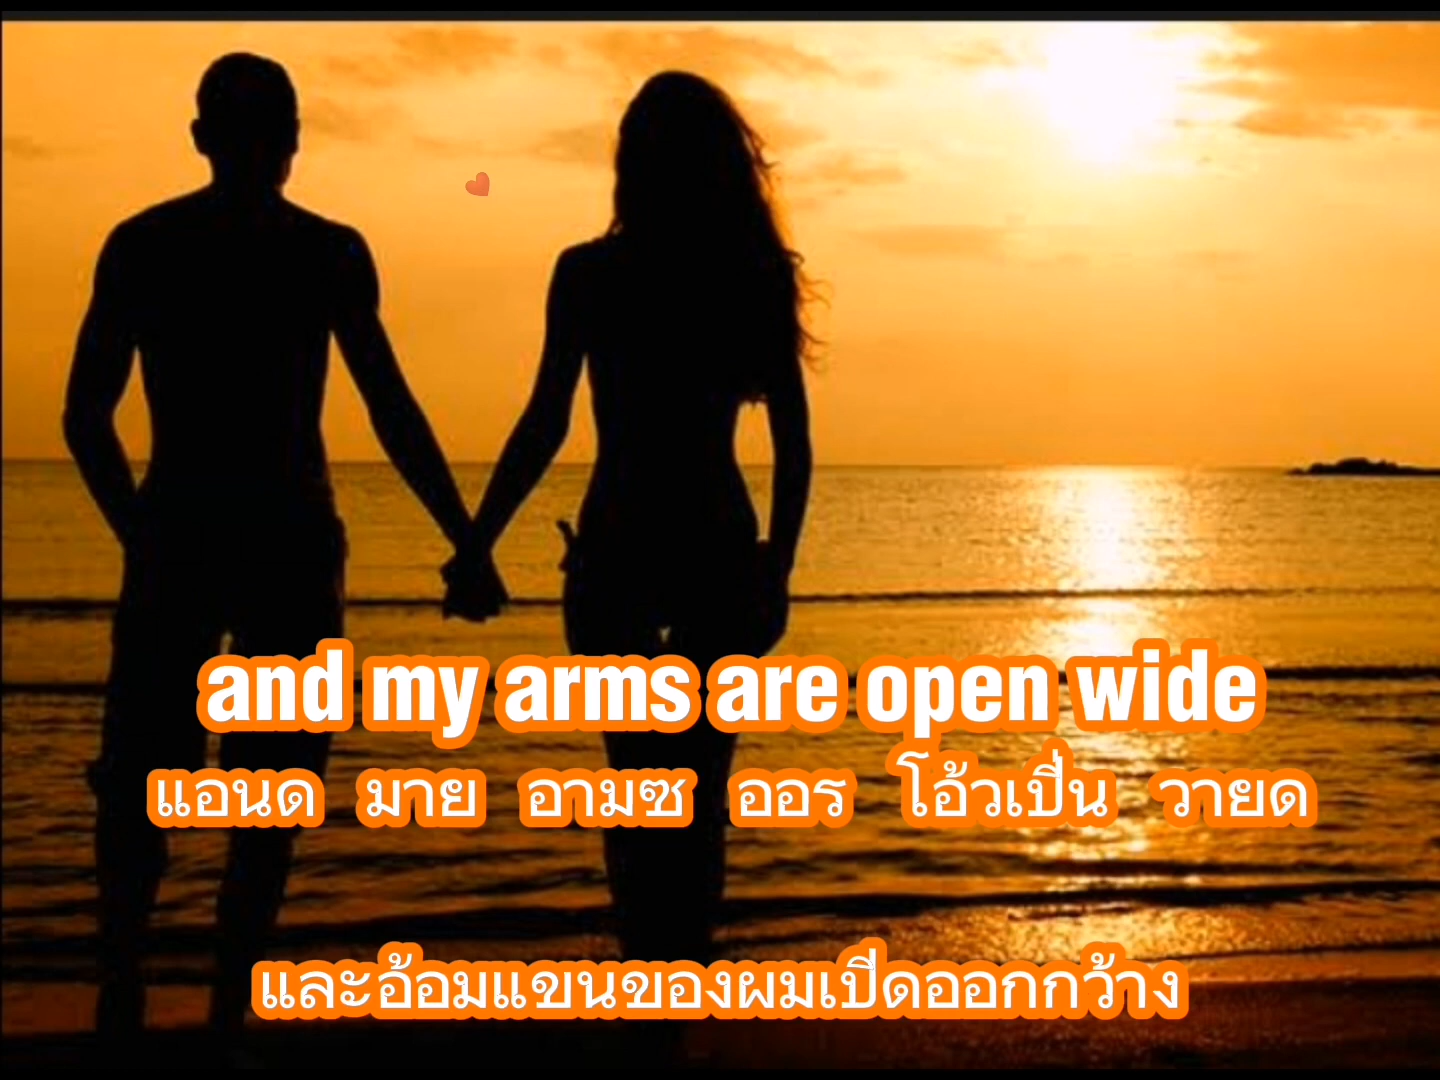 and my arms are open wide
แอนด มาย อามซ ออร โอ้วเปิ่น วายด
และอ้อมแขนของผมเปิดออกกว้าง